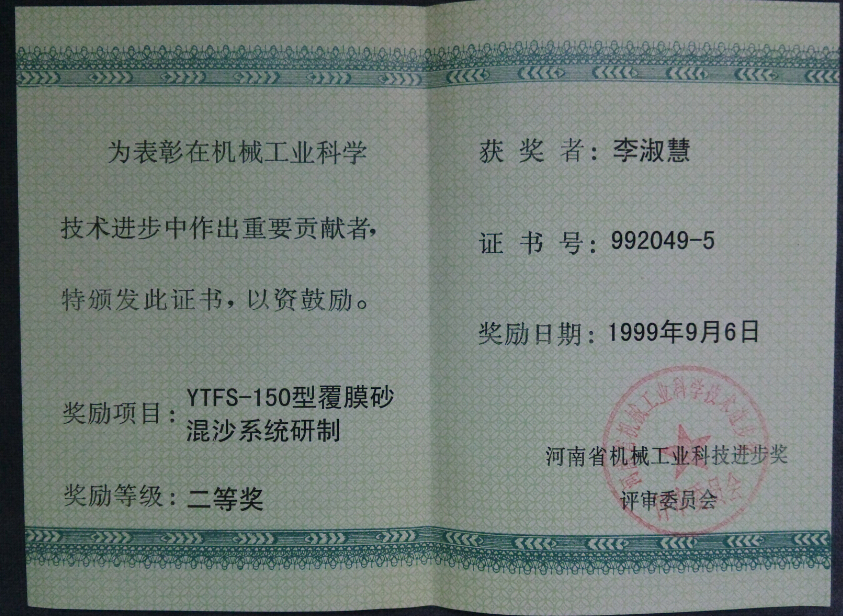 为表彰在机械工业科学
技术进步中作出重要贡献者，
特颁发此证书，以资鼓励。
奖励项目：YTFS-150型覆膜砂
混沙系统研制
奖励等级：二等奖
获奖者：李淑慧
证书号：992049-5
奖励日期：1999年9月6日
河南省机械工业科技进步奖
评审委员会